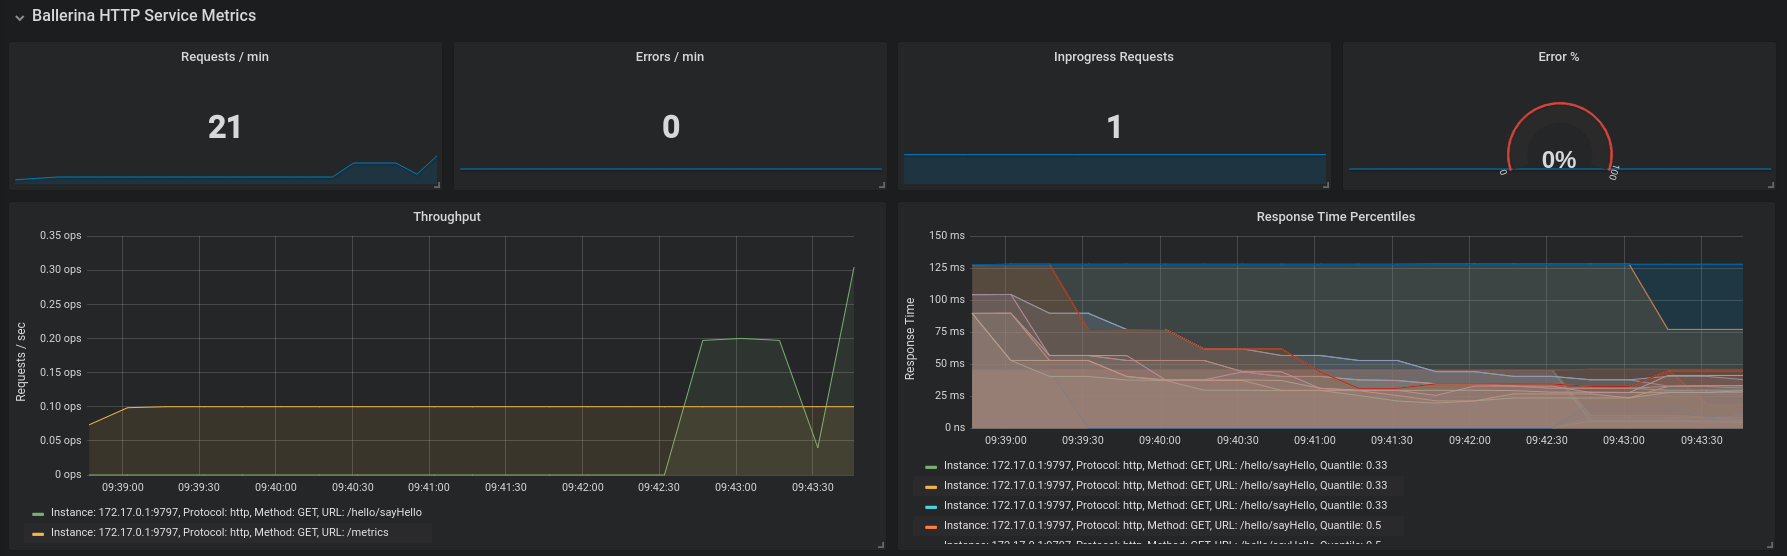 Ballerina HTTP Service Metrics
Requests / min
21
Errors / min
0
Inprogress Requests
1
Error %
0%
0
100
Throughput
Requests / sec
0.35 ops
0.30 ops
0.25 ops
0.20 ops
0.15 ops
0.10 ops
0.05 ops
0 ops
09:39:00 09:39:30 09:40:00 09:40:30 09:41:00 09:41:30 09:42:00 09:42:30 09:43:00 09:43:30
Instance: 172.17.0.1:9797, Protocol: http, Method: GET, URL: /hello/sayHello
Instance: 172.17.0.1:9797, Protocol: http, Method: GET, URL: /metrics
Response Time Percentiles
Response Time
150 ms
125 ms
100 ms
75 ms
50 ms
25 ms
0 ns
09:39:00 09:39:30 09:40:00 09:40:30 09:41:00 09:41:30 09:42:00 09:42:30 09:43:00 09:43:30
Instance: 172.17.0.1:9797, Protocol: http, Method: GET, URL: /hello/sayHello, Quantile: 0.33
Instance: 172.17.0.1:9797, Protocol: http, Method: GET, URL: /hello/sayHello, Quantile: 0.33
Instance: 172.17.0.1:9797, Protocol: http, Method: GET, URL: /hello/sayHello, Quantile: 0.33
Instance: 172.17.0.1:9797, Protocol: http, Method: GET, URL: /hello/sayHello, Quantile: 0.5